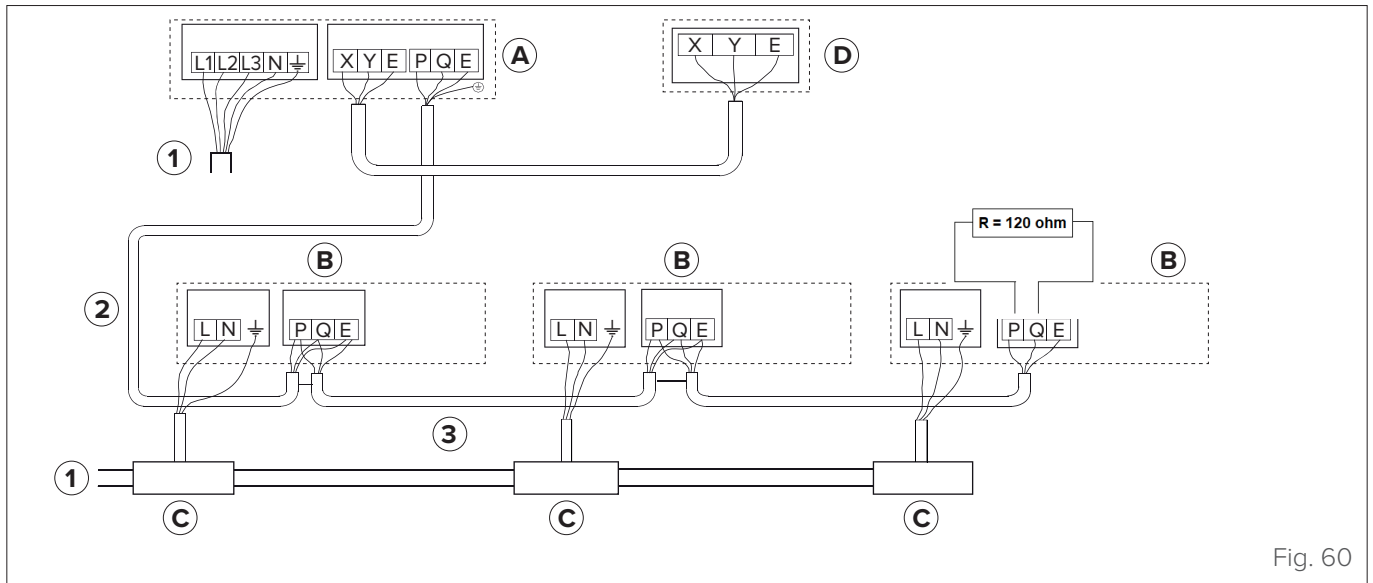 L1 L2 L3 N
X Y E
P Q E
A
X Y E
D
1
R = 120 ohm
B
B
B
2
L N
P Q E
L N
P Q E
L N
P Q E
3
1
C
C
C
Fig. 60